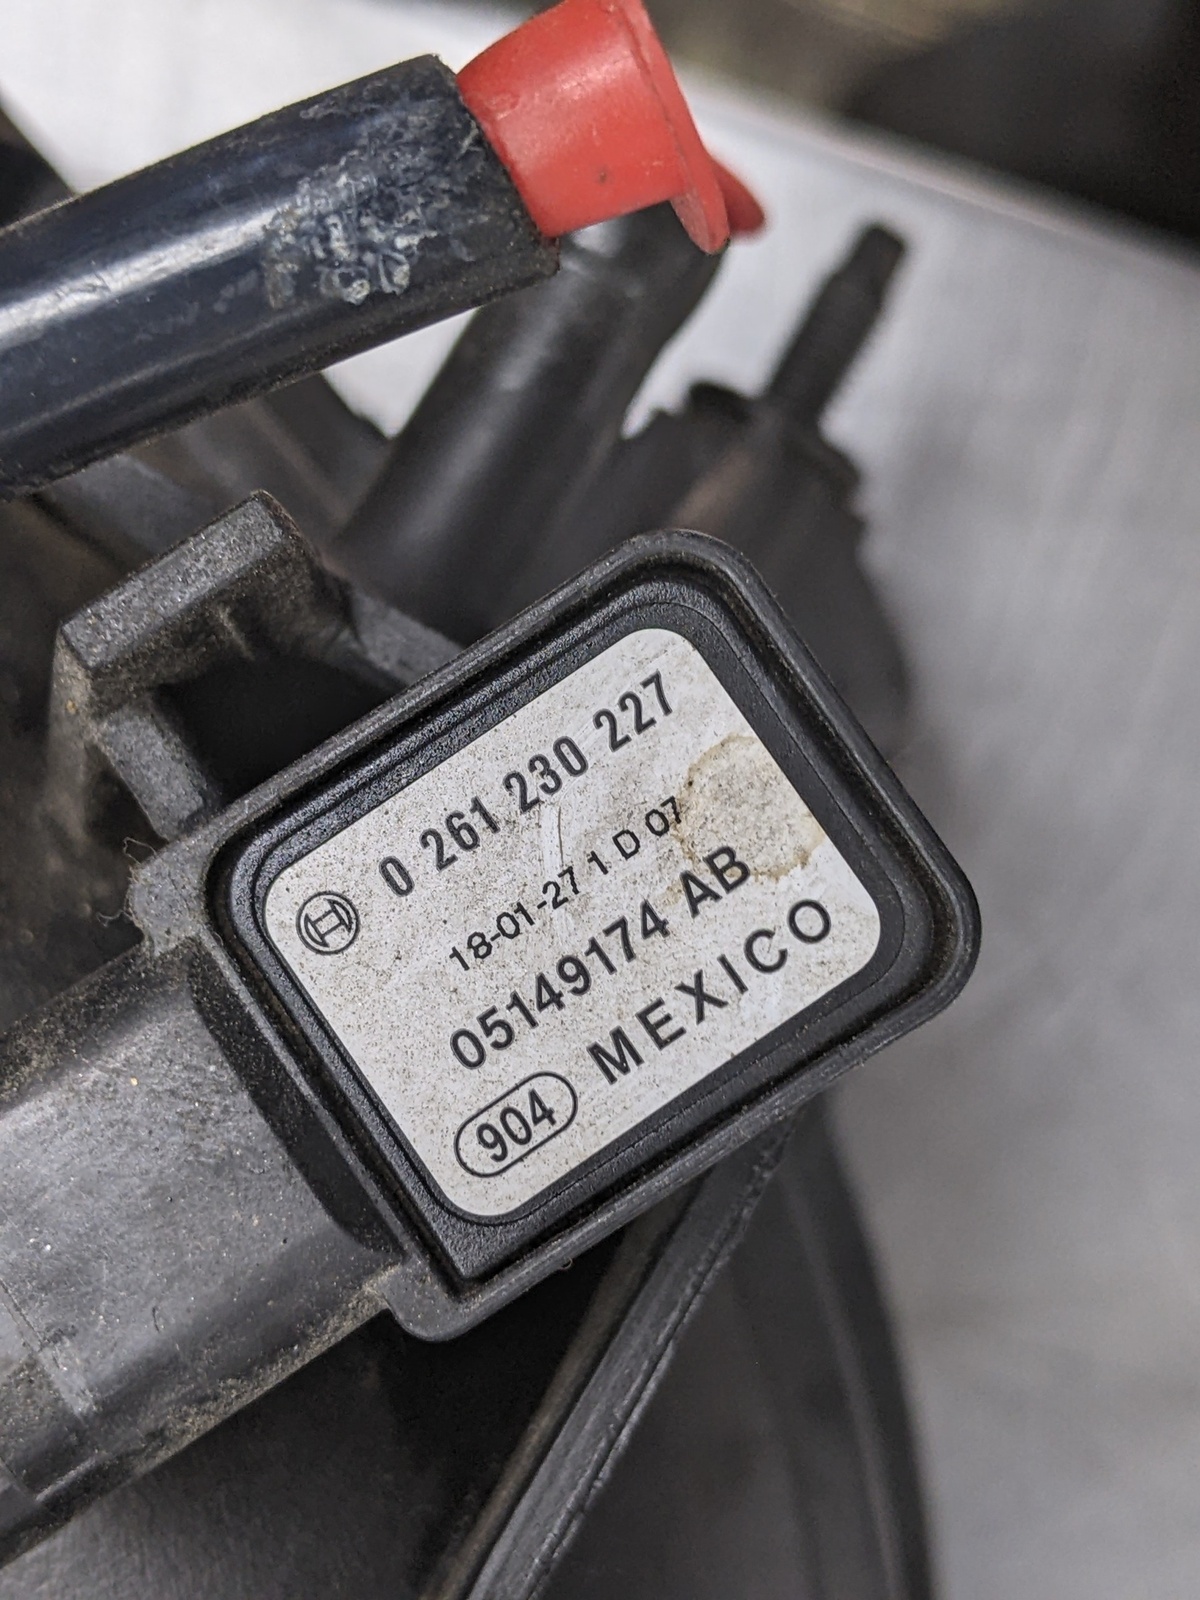 0 261 230 227
18-01-27 1 D 07
05149174 AB
904 MEXICO